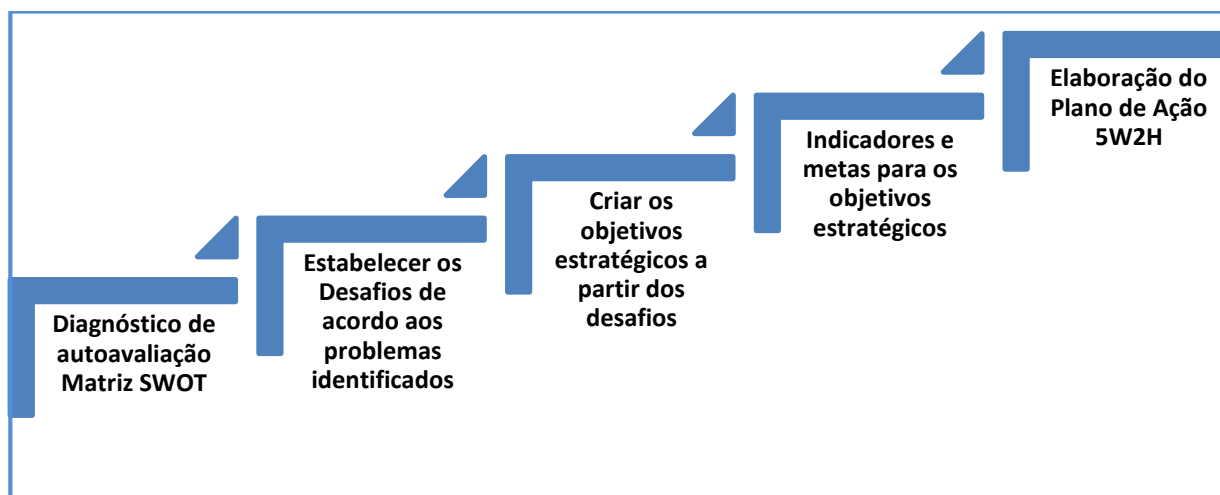 Diagnóstico de
autoavaliação
Matriz SWOT
Estabelecer os
Desafios de
acordo aos
problemas
identificados
Criar os
objetivos
estratégicos a
partir dos
desafios
Indicadores e
metas para os
objetivos
estratégicos
Elaboração do
Plano de Ação
5W2H